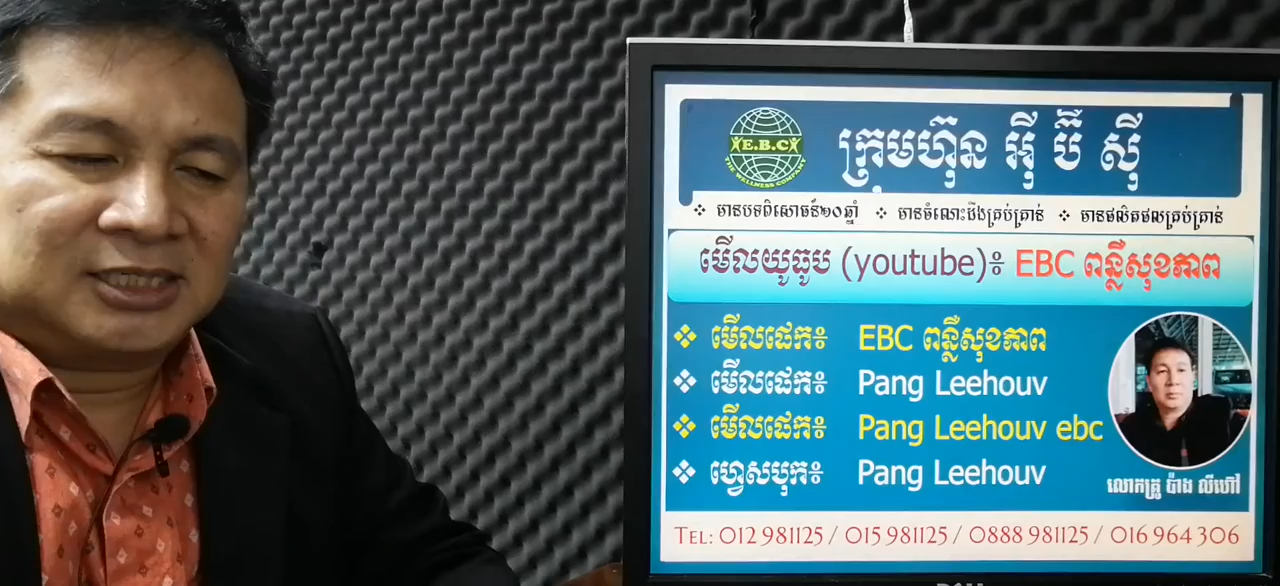 E.B.C
THE WELLNESS COMPANY
ក្រុមហ៊ុន អ៊ី ប៊ី ស៊ី
❖ មានបទពិសោធន៍២០ឆ្នាំ ❖ មានចំណេះដឹងគ្រប់គ្រាន់ ❖ មានផលិតផលគ្រប់គ្រាន់
មើលយូធូប (youtube)៖ EBC ពន្លឺសុខភាព
❖ មើលផេក៖ EBC ពន្លឺសុខភាព
❖ មើលផេក៖ Pang Leehouv
❖ មើលផេក៖ Pang Leehouv ebc
❖ ហ្វេសបុក៖ Pang Leehouv
លោកគ្រូ ប៉ាង លីហ៊ៅ
TEL: 012 981125 / 015 981125 / 0888 981125 / 016 964 306